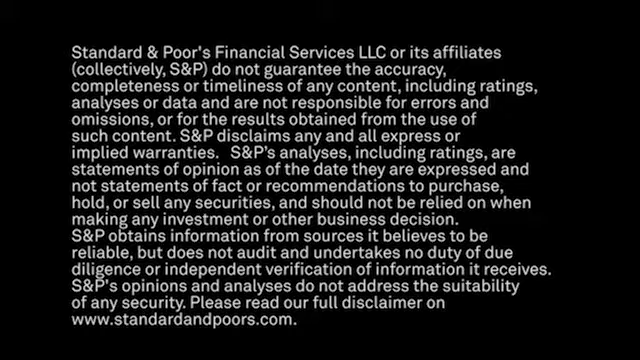 Standard & Poor's Financial Services LLC or its affiliates
(collectively, S&P) do not guarantee the accuracy,
completeness or timeliness of any content, including ratings,
analyses or data and are not responsible for errors and
omissions, or for the results obtained from the use of
such content. S&P disclaims any and all express or
implied warranties.   S&P's analyses, including ratings, are
statements of opinion as of the date they are expressed and
not statements of fact or recommendations to purchase,
hold, or sell any securities, and should not be relied on when
making any investment or other business decision.
S&P obtains information from sources it believes to be
reliable, but does not audit and undertakes no duty of due
diligence or independent verification of information it receives.
S&P's opinions and analyses do not address the suitability
of any security. Please read our full disclaimer on
www.standardandpoors.com.